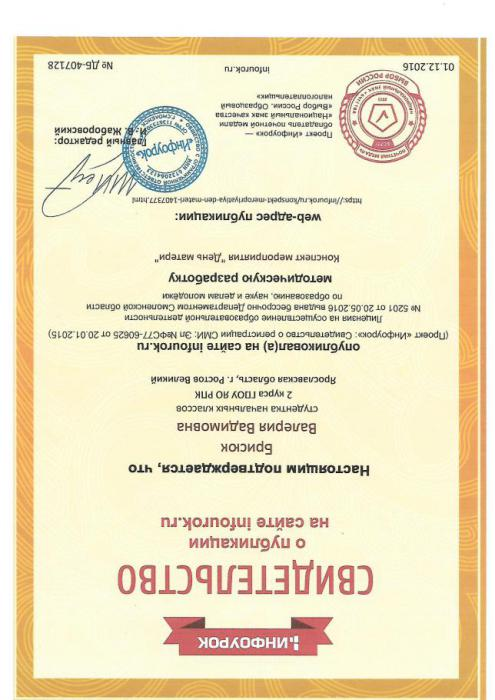 ИНФОУРОК
СВИДЕТЕЛЬСТВО
о публикации
на сайте infourok.ru
Настоящим подтверждается, что
Брисюк
Валерия Вадимовна
студентка начальных классов
2 курса ГПОУ ЯО РПК
Ярославская область, г. Ростов Великий
опубликовал(а) на сайте infourok.ru
(Проект «Инфоурок»: Свидетельство о регистрации СМИ: Эл №ФС77-60625 от 20.01.2015)
Лицензия на осуществление образовательной деятельности
№ 5201 от 20.05.2016 выдана бессрочно Департаментом Смоленской области
по образованию, науке и делам молодёжи
методическую разработку
Конспект мероприятия "День матери"
web-адрес публикации:
https://infourok.ru/konspekt-meropriyatiya-den-materi-1407377.html
Главный редактор:
И. В. Жаборовский
«Инфоурок»
Проект «Инфоурок» —
обладатель почетной медали
«Национальный знак качества
«Выбор России. Образцовый
налогоплательщик»
ВЫБОР РОССИИ
01.12.2016
infourok.ru
№ ДБ-407128